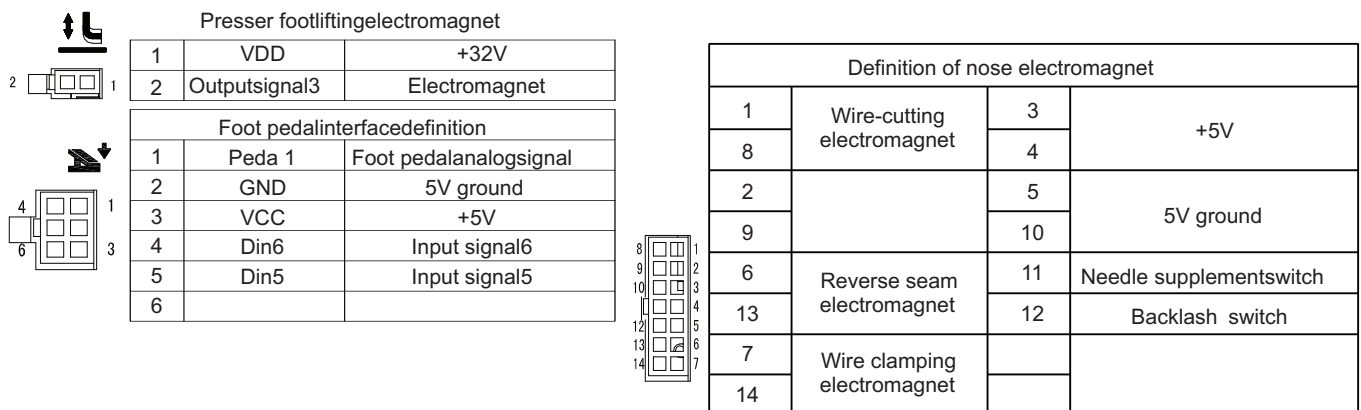 Presser footliftingelectromagnet
1 VDD +32V
2 Outputsignal3 Electromagnet
2 1
Foot pedalinterfacedefinition
1 Peda 1 Foot pedalanalogsignal
2 GND 5V ground
3 VCC +5V
4 Din6 Input signal6
5 Din5 Input signal5
6
4 1
6 3
Definition of nose electromagnet
1 Wire-cutting electromagnet 3 +5V
8 4
2 5 5V ground
9 10
6 Reverse seam electromagnet 11 Needle supplementswitch
13 12 Backlash switch
7 Wire clamping electromagnet
14
8 1
9 2
10 3
4
12 5
13 6
14 7